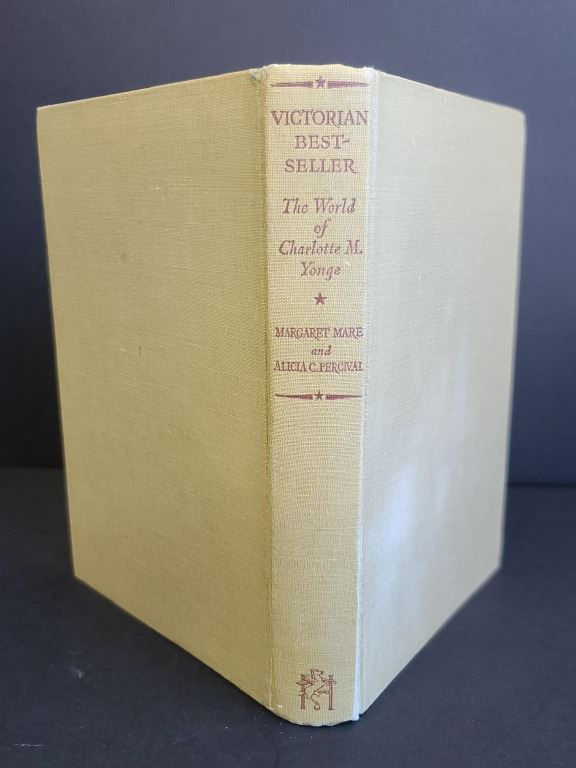 VICTORIAN
BEST-
SELLER
The World
of
Charlotte M.
Yonge
MARGARET MARE
and
ALICIA C. PERCIVAL